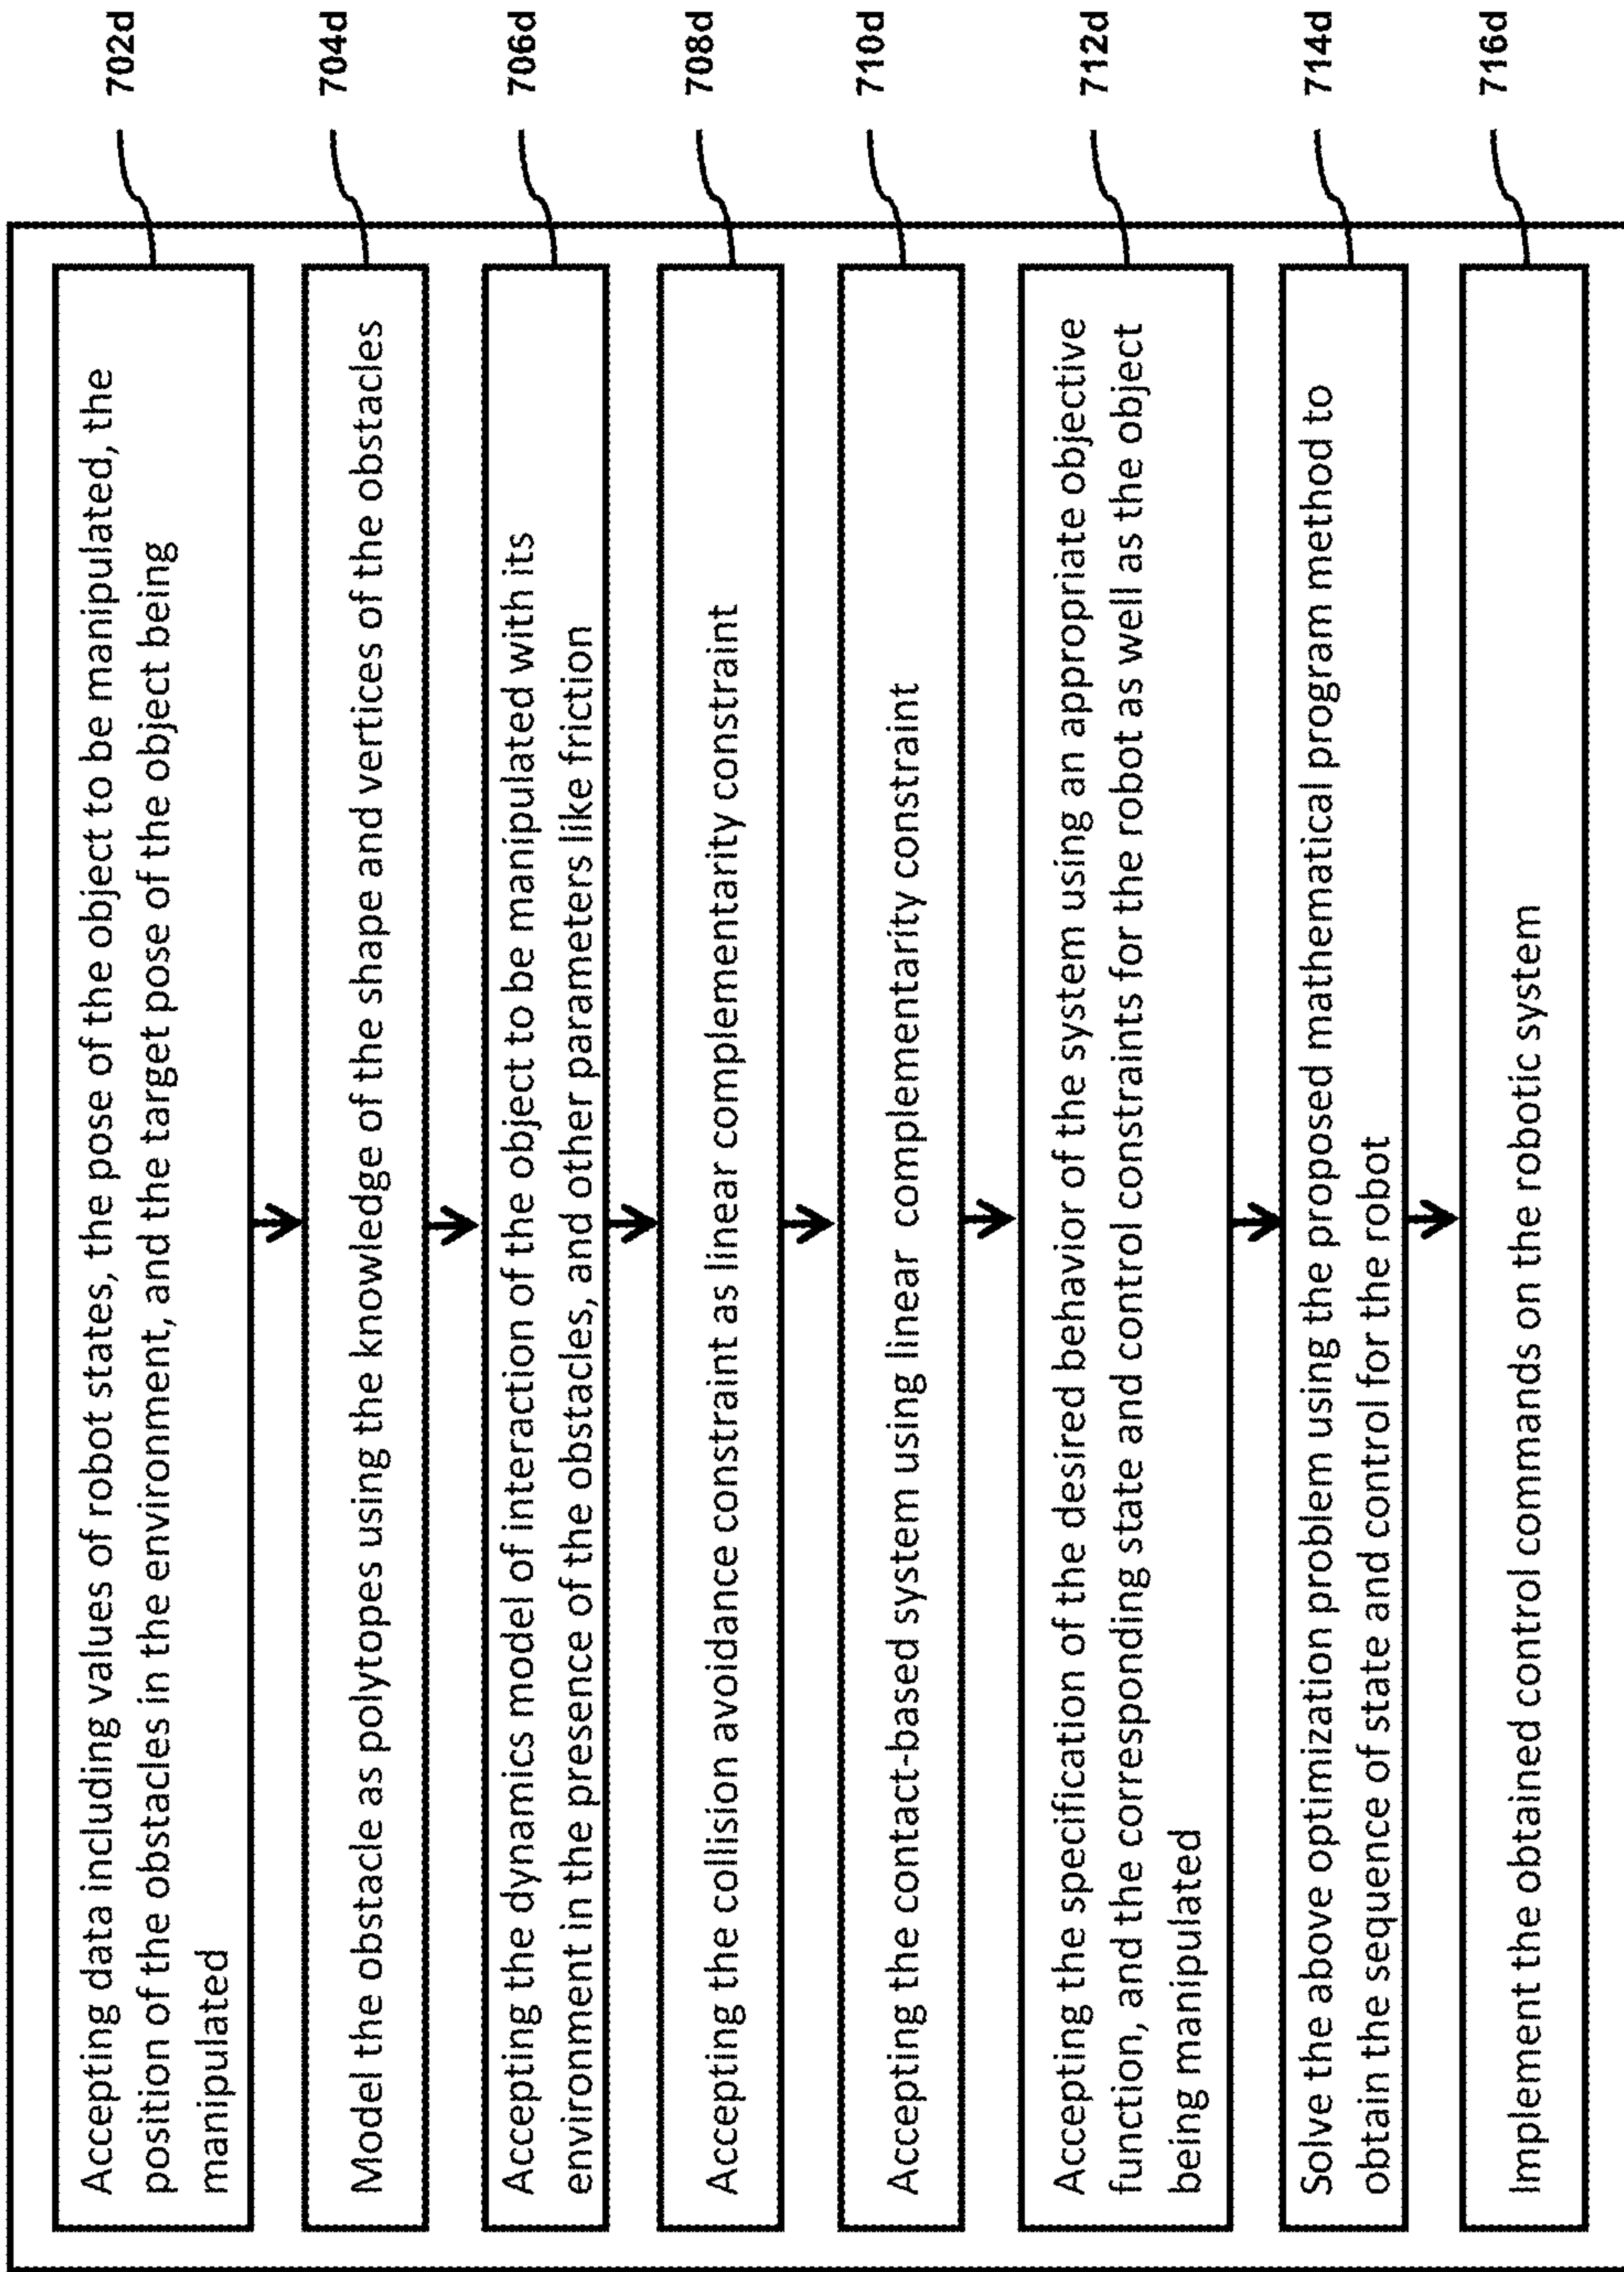 Accepting data including values of robot states, the pose of the object to be manipulated, the
position of the obstacles in the environment, and the target pose of the object being
manipulated
702d
Model the obstacle as polytopes using the knowledge of the shape and vertices of the obstacles
704d
Accepting the dynamics model of interaction of the object to be manipulated with its
environment in the presence of the obstacles, and other parameters like friction
706d
Accepting the collision avoidance constraint as linear complementarity constraint
708d
Accepting the contact-based system using linear complementarity constraint
710d
Accepting the specification of the desired behavior of the system using an appropriate objective
function, and the corresponding state and control constraints for the robot as well as the object
being manipulated
712d
Solve the above optimization problem using the proposed mathematical program method to
obtain the sequence of state and control for the robot
714d
Implement the obtained control commands on the robotic system
716d